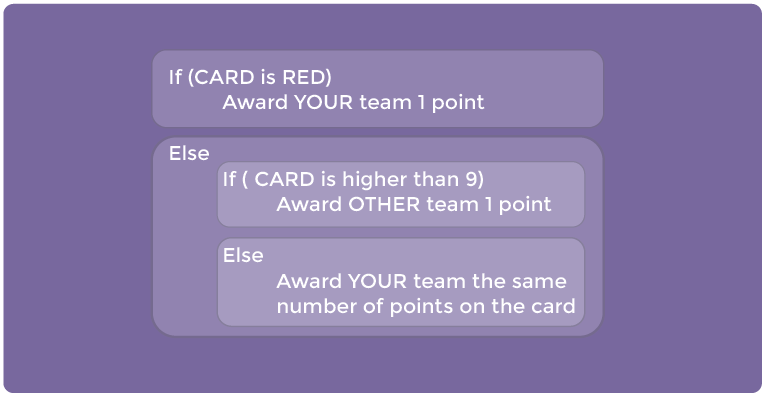 If (CARD is RED)
Award YOUR team 1 point
Else
If ( CARD is higher than 9)
Award OTHER team 1 point
Else
Award YOUR team the same
number of points on the card